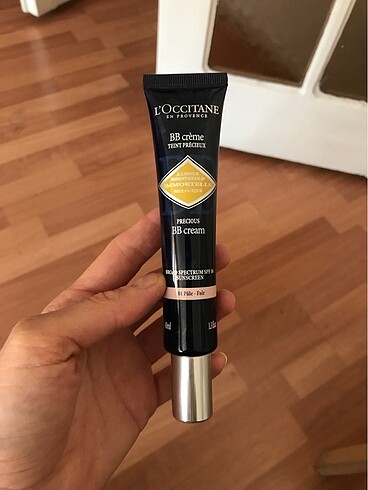 L'OCCITANE
EN PROVENCE
BB crème
TEINT PRÉCIEUX
IMMORTELLE
PRECIOUS
BB cream
BROAD SPECTRUM SPF 30
SUNSCREEN
01 Pâle - Fair